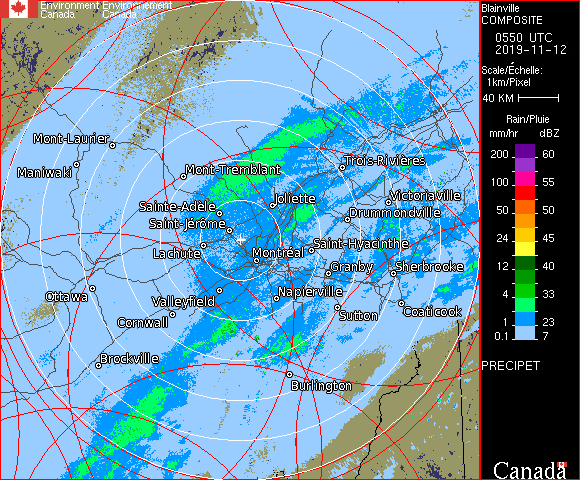 Environment Environnement
Canada Canada
Blainville
COMPOSITE
0550 UTC
2019-11-12
Scale/Échelle:
1km/Pixel
40 KM
Rain/Pluie
mm/hr dBZ
200 60
100 55
50 50
24 45
12 40
4 33
1 23
0.1 7
PRECIPET
Mont-Laurier
Maniwaki
Mont-Tremblant
Trois-Rivières
Sainte-Adèle
Joliette
Victoriaville
Drummondville
Saint-Jérôme
Lachute
Montréal
Saint-Hyacinthe
Granby
Sherbrooke
Ottawa
Valleyfield
Napierville
Cornwall
Sutton
Coaticook
Brockville
Burlington
Canada